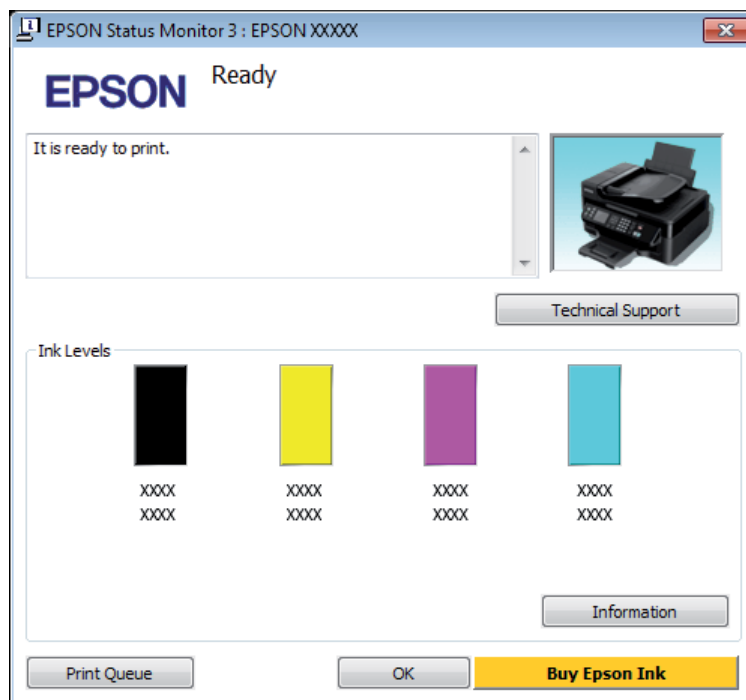 EPSON Status Monitor 3 : EPSON XXXXX
EPSON
Ready
It is ready to print.
Technical Support
Ink Levels
XXXX XXXX XXXX XXXX
XXXX XXXX XXXX XXXX
Information
Print Queue OK Buy Epson Ink